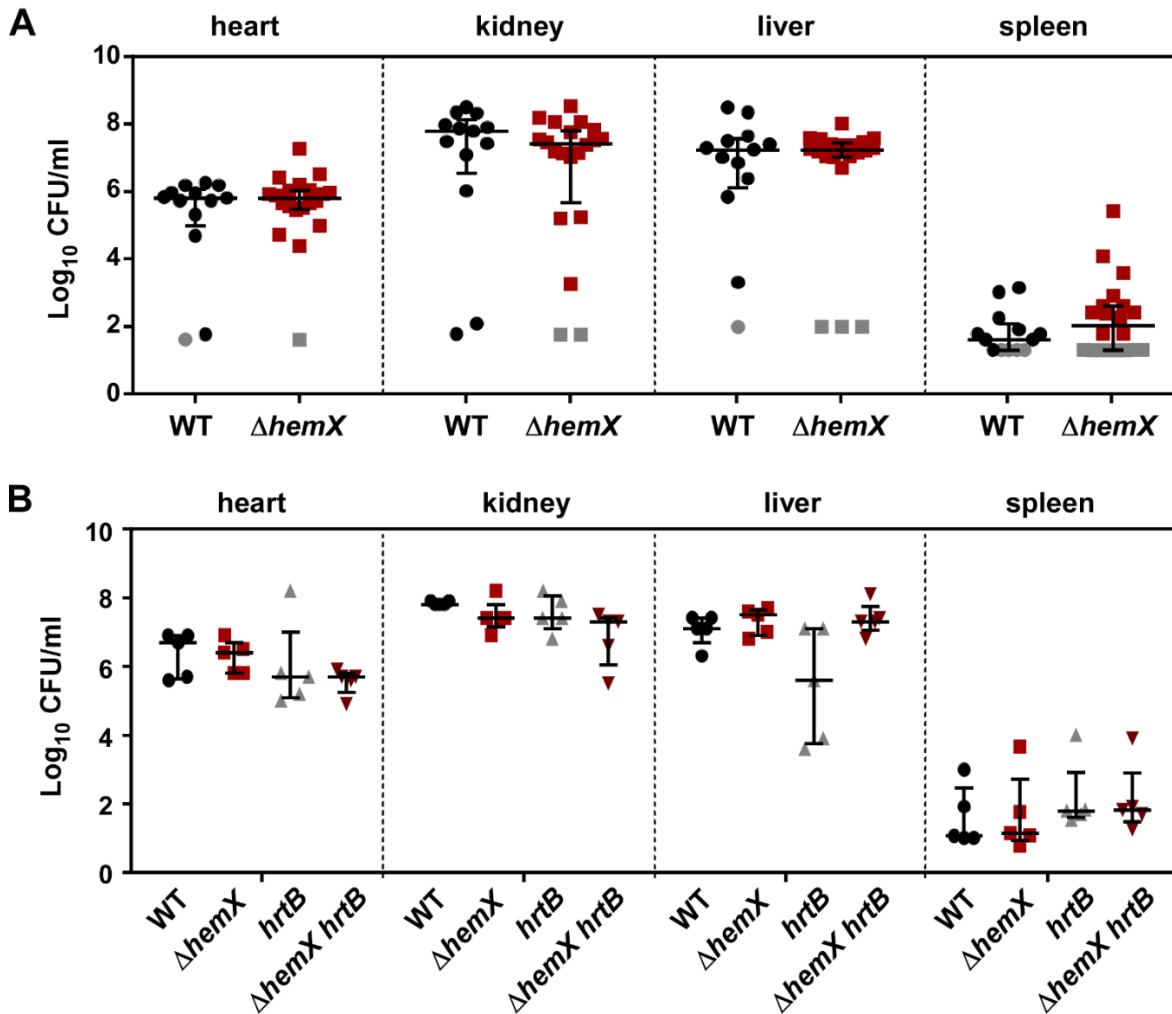 A
heart kidney liver spleen
Log10 CFU/ml
10
8
6
4
2
0
WT ΔhemX WT ΔhemX WT ΔhemX WT ΔhemX
B
heart kidney liver spleen
Log10 CFU/ml
10
8
6
4
2
0
WT ΔhemX hrtB ΔhemX hrtB WT ΔhemX hrtB ΔhemX hrtB WT ΔhemX hrtB ΔhemX hrtB WT ΔhemX hrtB ΔhemX hrtB